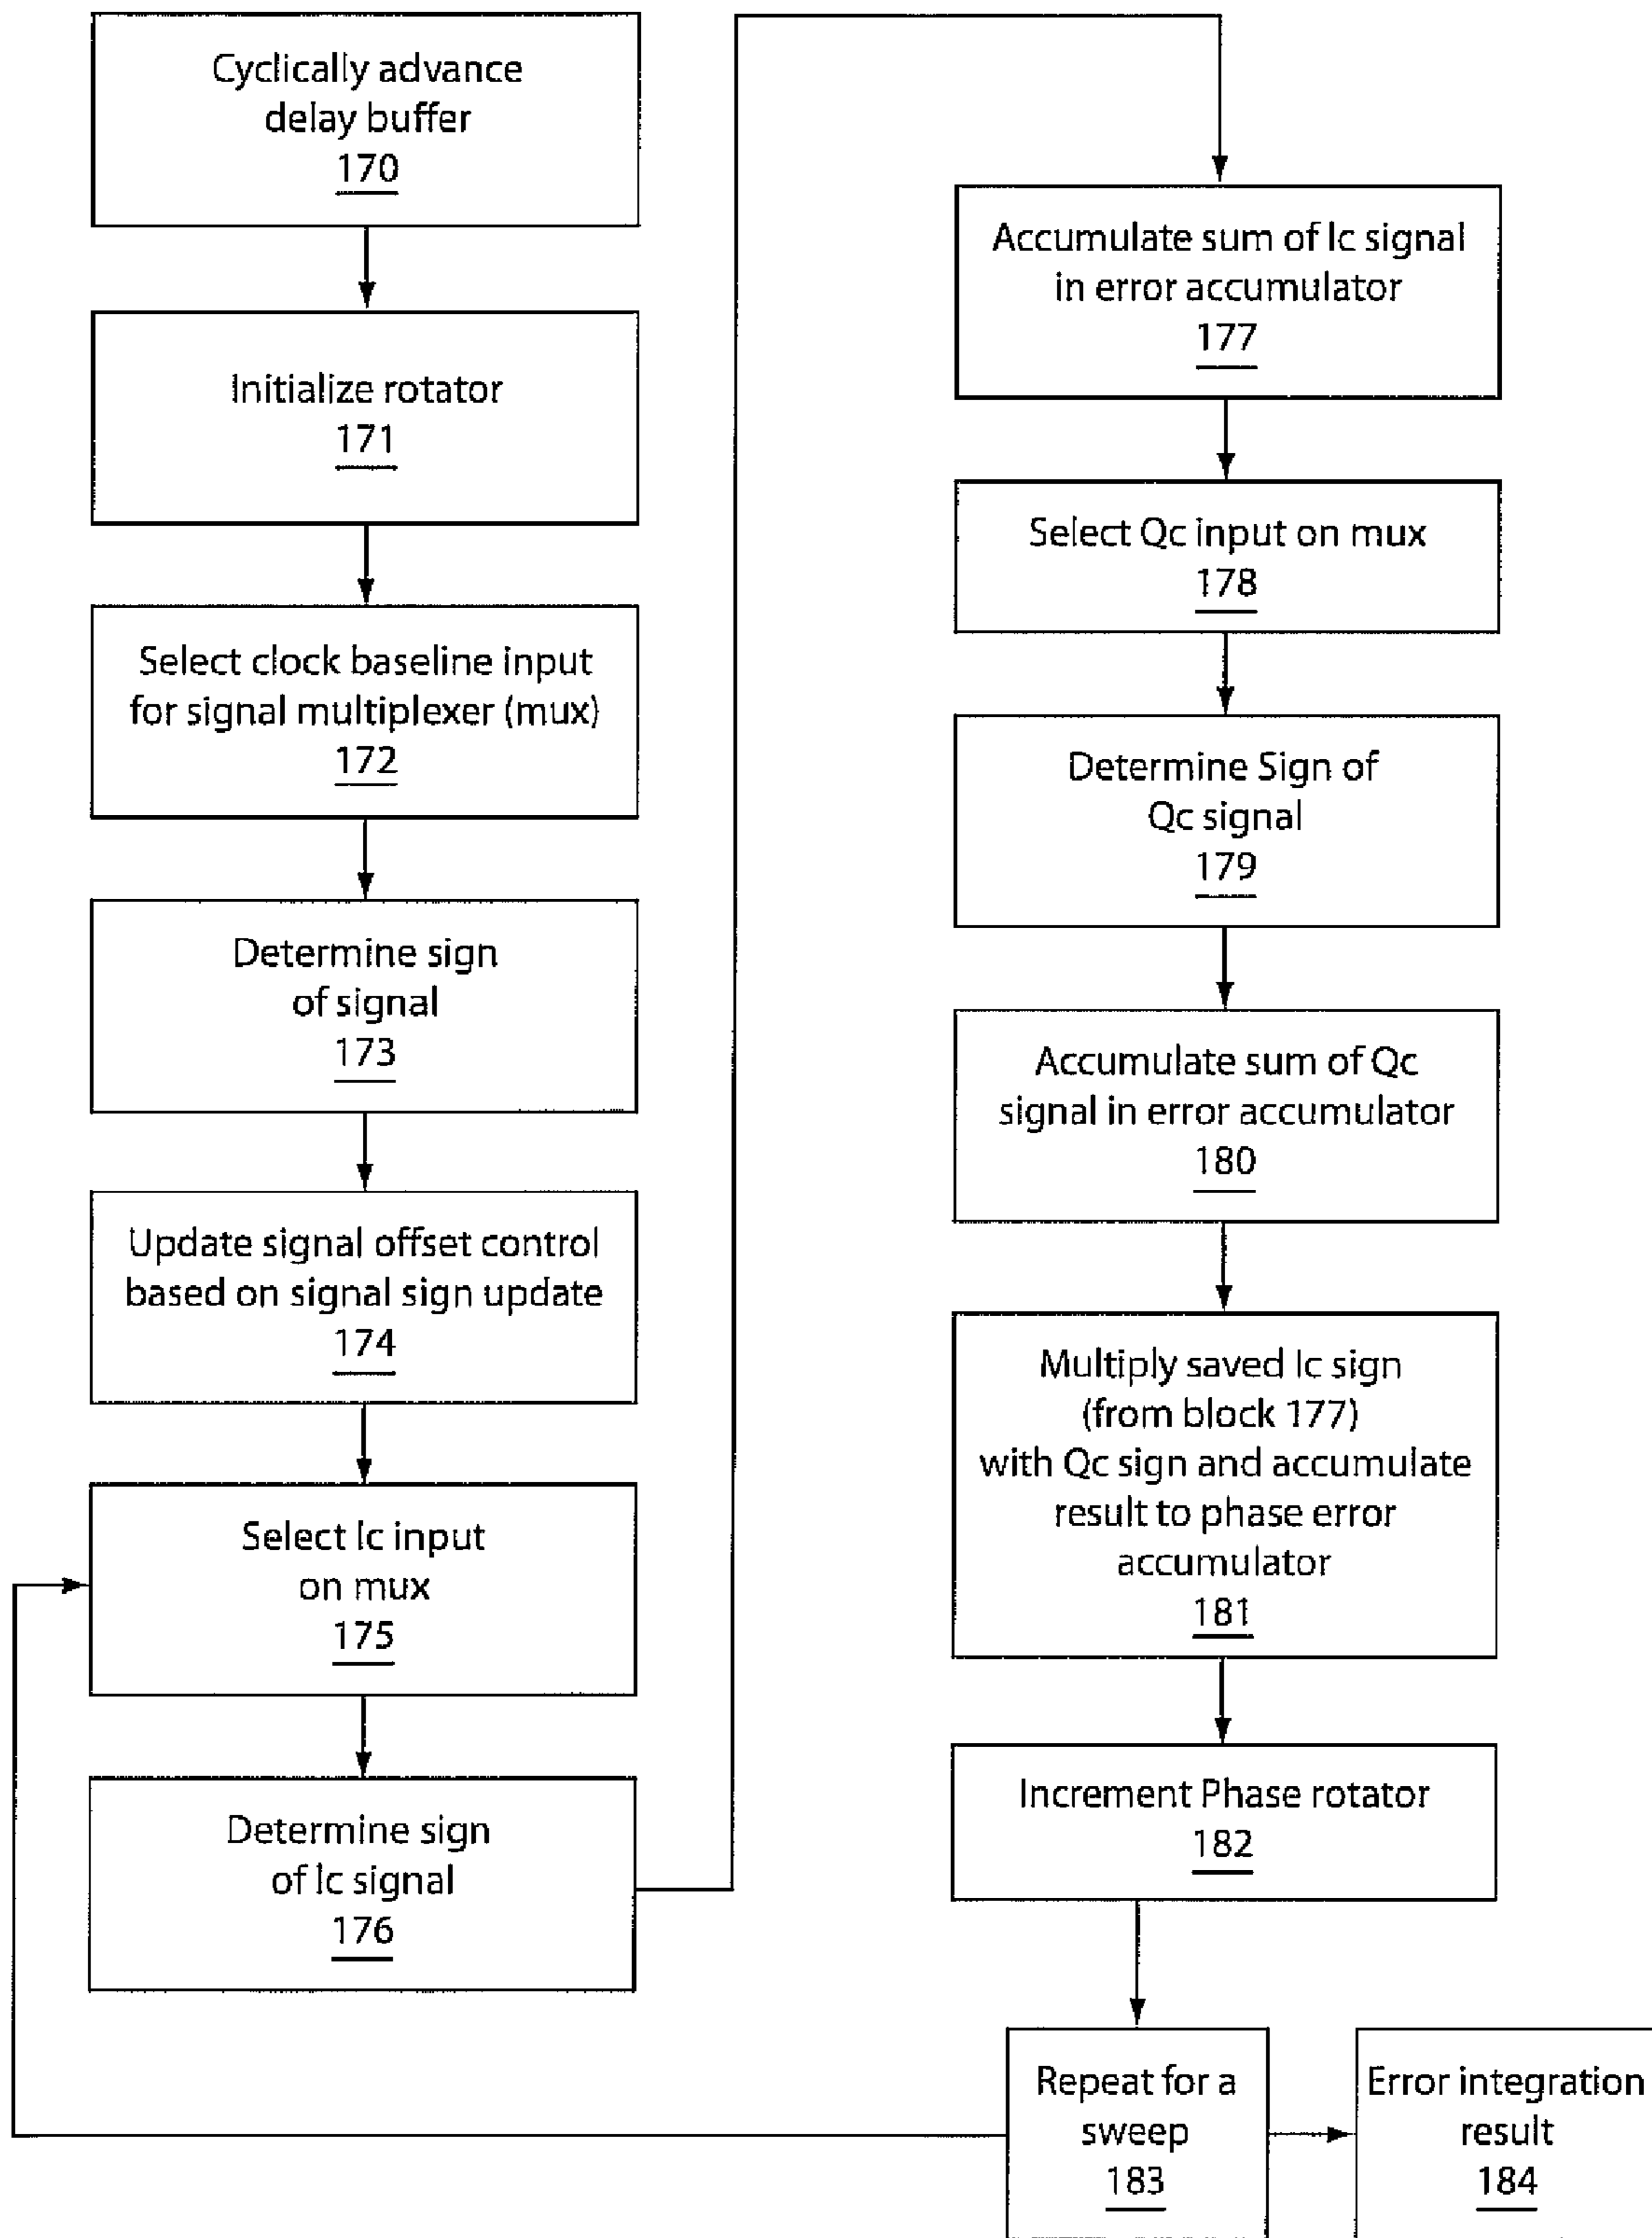 Cyclically advance
delay buffer
170
Initialize rotator
171
Select clock baseline input
for signal multiplexer (mux)
172
Determine sign
of signal
173
Update signal offset control
based on signal sign update
174
Select Ic input
on mux
175
Determine sign
of Ic signal
176
Accumulate sum of Ic signal
in error accumulator
177
Select Qc input on mux
178
Determine Sign of
Qc signal
179
Accumulate sum of Qc
signal in error accumulator
180
Multiply saved Ic sign
(from block 177)
with Qc sign and accumulate
result to phase error
accumulator
181
Increment Phase rotator
182
Repeat for a
sweep
183
Error integration
result
184